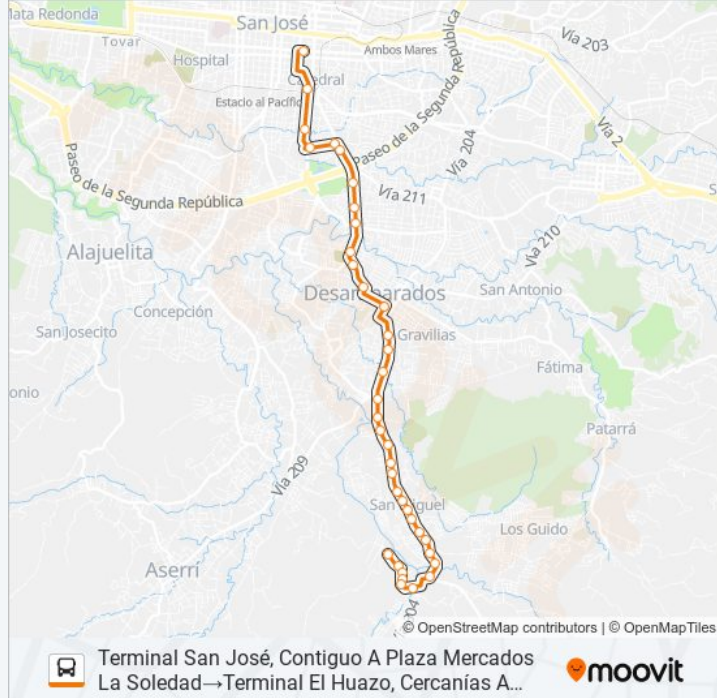 Mata Redonda
San José
Tovar
Ambos Mares
Vía 203
Hospital
Catedral
Estacio al Pacífic
Vía 2
Paseo de la Segunda República
Vía 204
Paseo de la Segunda República
Vía 211
Vía 210
Alajuelita
Desamparados
San Antonio
Concepción
San Josecito
Gravilias
Fátima
onio
Patarrá
Vía 209
San Miguel
Los Guido
Aserrí
© OpenStreetMap contributors | © OpenMapTiles
Terminal San José, Contiguo A Plaza Mercados
La Soledad→Terminal El Huazo, Cercanías A...
moovit